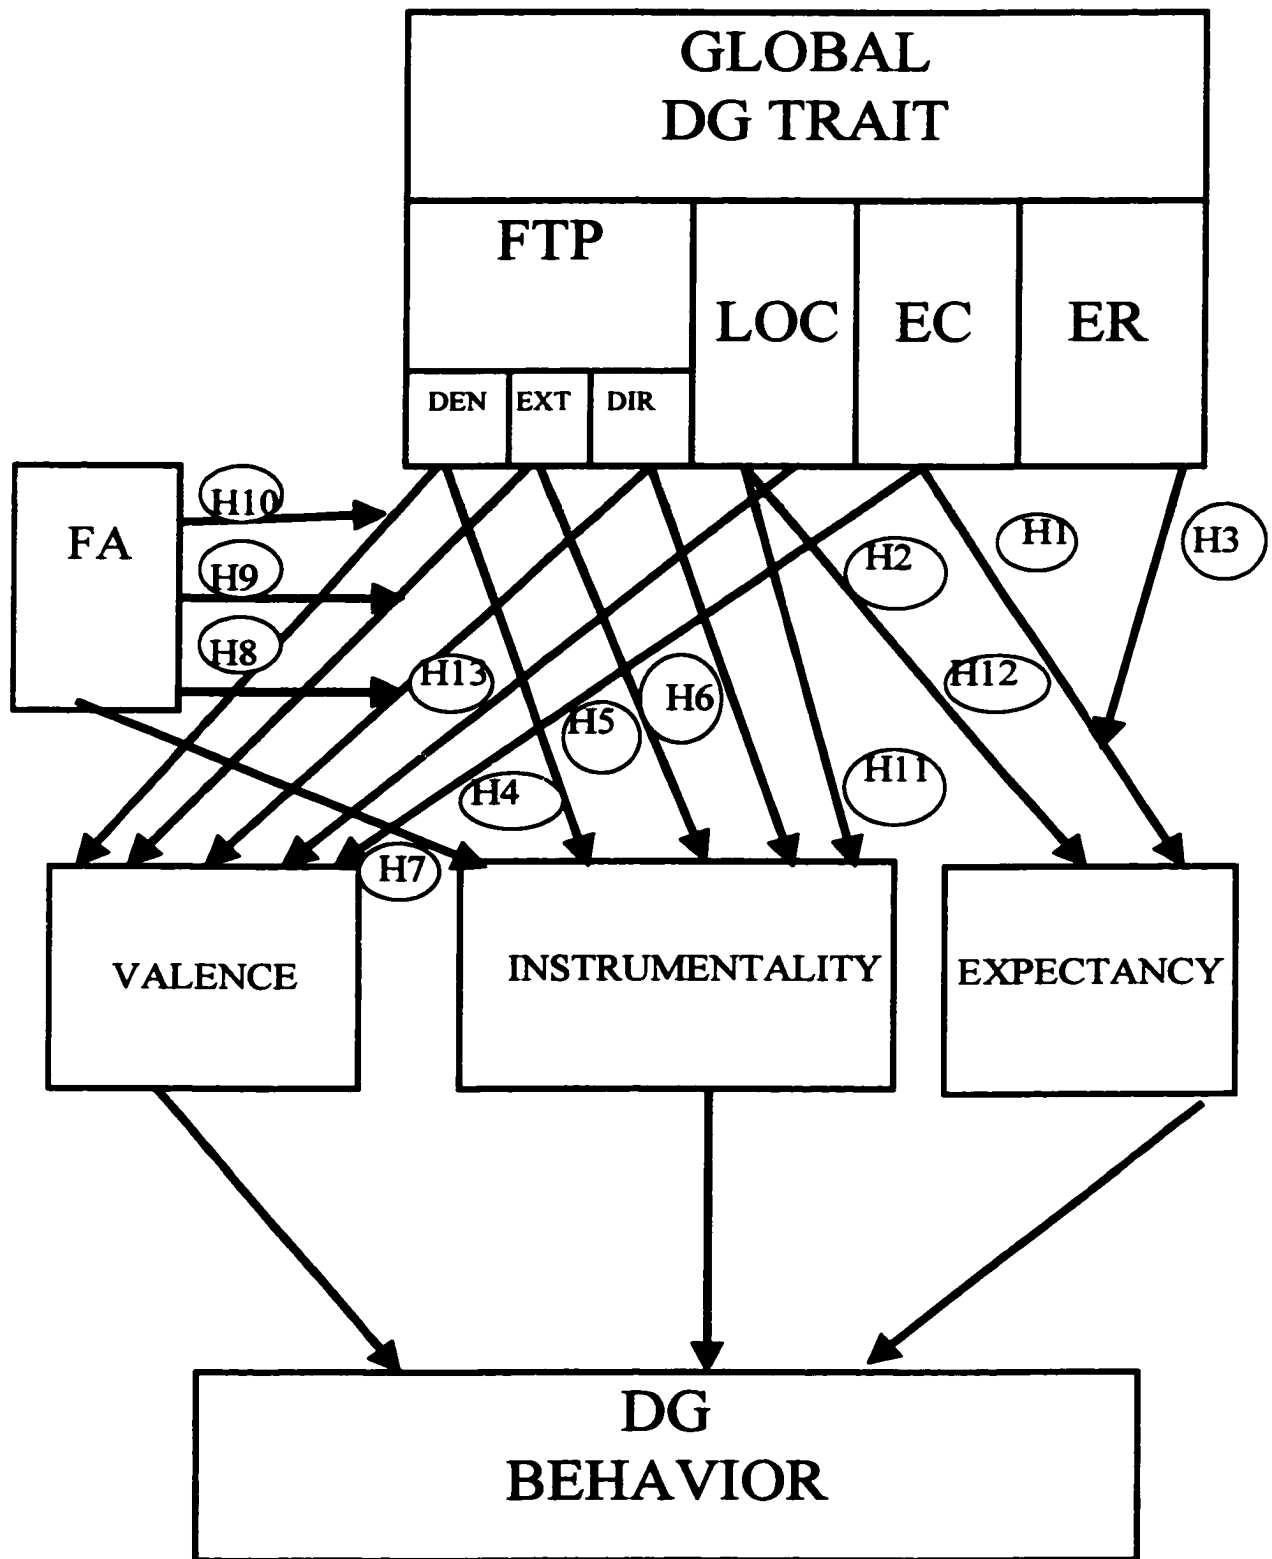 GLOBAL
DG TRAIT
FTP
LOC
EC
ER
DEN
EXT
DIR
FA
H10
H9
H8
H13
H2
H1
H3
H12
H6
H5
H4
H11
H7
VALENCE
INSTRUMENTALITY
EXPECTANCY
DG
BEHAVIOR